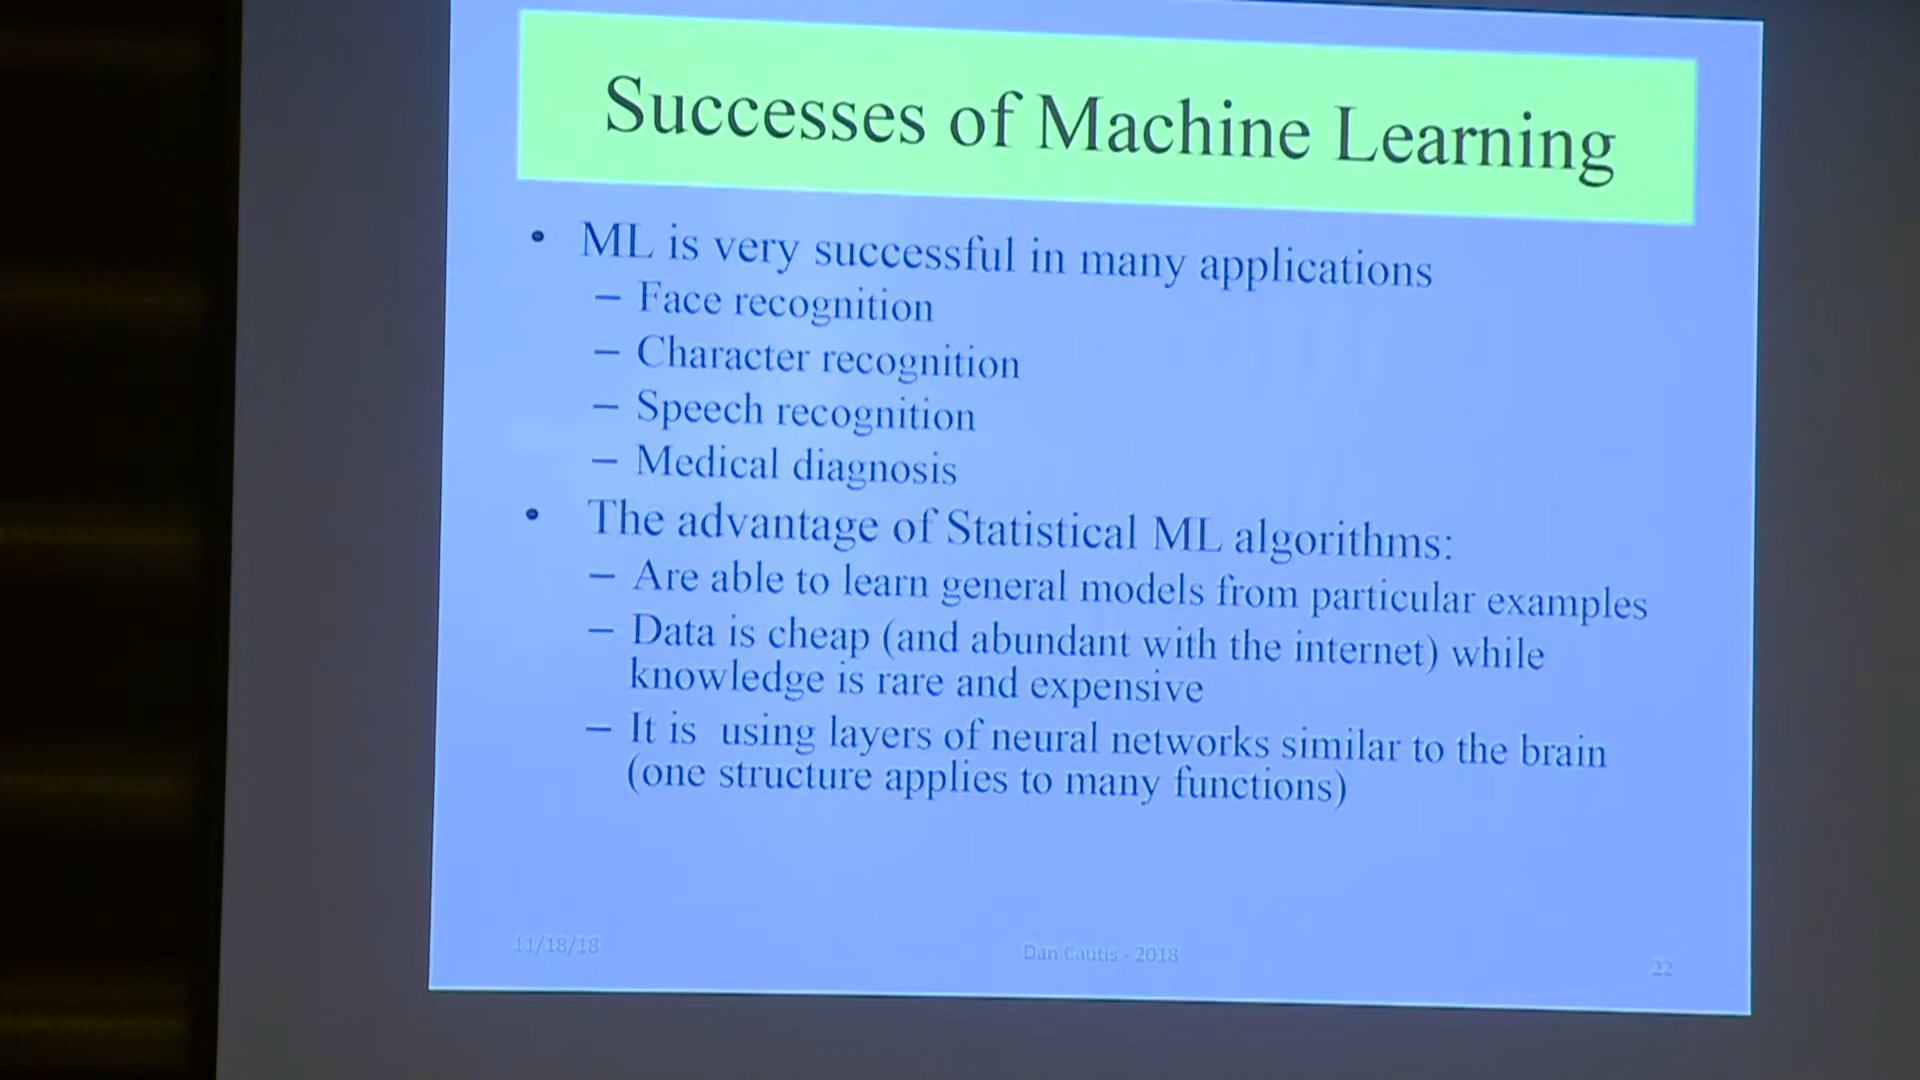 Successes of Machine Learning
• ML is very successful in many applications
– Face recognition
– Character recognition
– Speech recognition
– Medical diagnosis
• The advantage of Statistical ML algorithms:
– Are able to learn general models from particular examples
– Data is cheap (and abundant with the internet) while
knowledge is rare and expensive
– It is using layers of neural networks similar to the brain
(one structure applies to many functions)
11/18/18
Dan Cautis - 2018
22